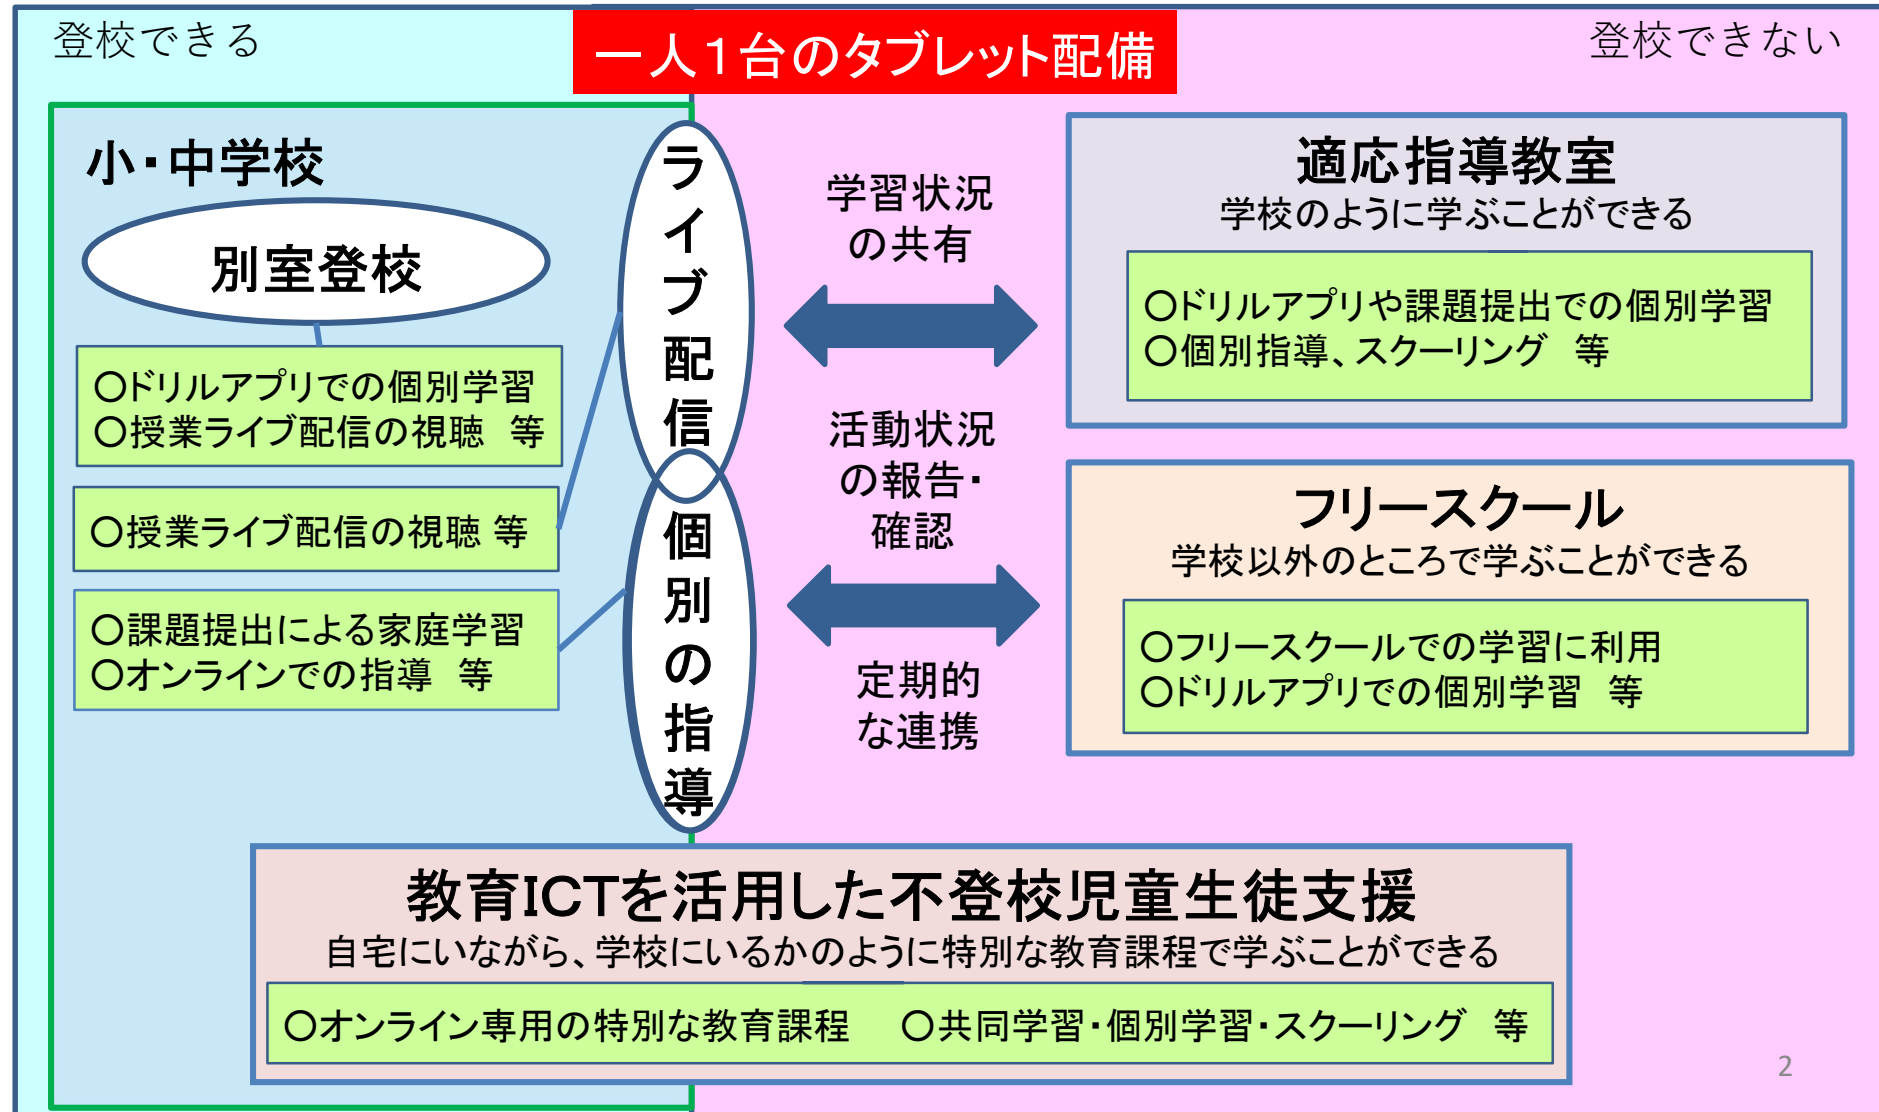 登校できる
一人1台のタブレット配備
登校できない
小・中学校
別室登校
〇ドリルアプリでの個別学習
〇授業ライブ配信の視聴　等
〇授業ライブ配信の視聴 等
〇課題提出による家庭学習
〇オンラインでの指導　等
ライブ配信
個別の指導
学習状況
の共有
活動状況
の報告・
確認
定期的
な連携
適応指導教室
学校のように学ぶことができる
〇ドリルアプリや課題提出での個別学習
〇個別指導、スクーリング　等
フリースクール
学校以外のところで学ぶことができる
〇フリースクールでの学習に利用
〇ドリルアプリでの個別学習　等
教育ICTを活用した不登校児童生徒支援
自宅にいながら、学校にいるかのように特別な教育課程で学ぶことができる
〇オンライン専用の特別な教育課程　〇共同学習・個別学習・スクーリング　等
2